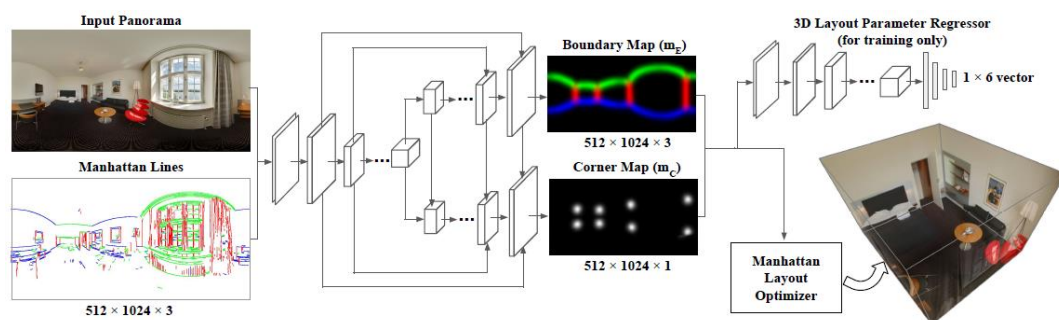 Input Panorama
Manhattan Lines
512 × 1024 × 3
...
...
...
Boundary Map (mE)
512 × 1024 × 3
Corner Map (mC)
512 × 1024 × 1
3D Layout Parameter Regressor
(for training only)
...
1 × 6 vector
Manhattan
Layout
Optimizer